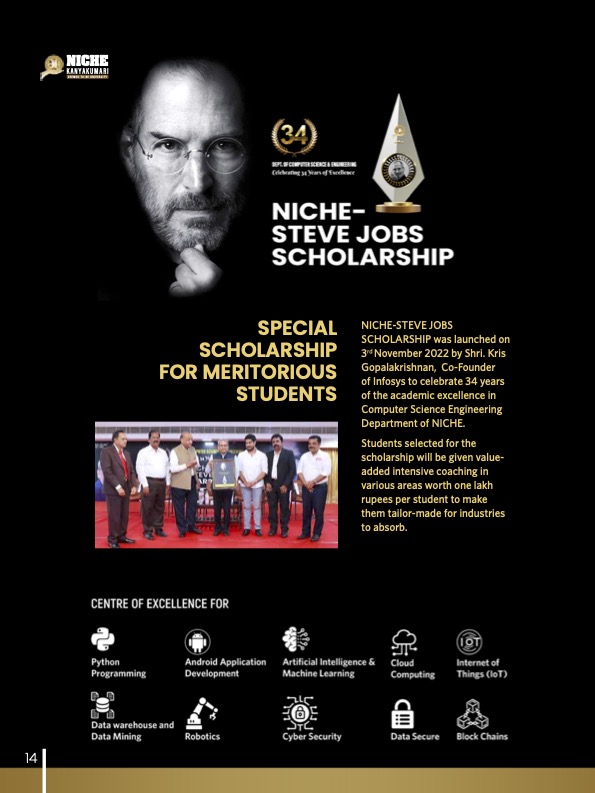 NICHE
KANYAKUMARI
34
DEPT. OF COMPUTER SCIENCE & ENGINEERING
Celebrating 34 Years of Excellence
NICHE-
STEVE JOBS
SCHOLARSHIP
SPECIAL
SCHOLARSHIP
FOR MERITORIOUS
STUDENTS
NICHE-STEVE JOBS
SCHOLARSHIP was launched on
3rd November 2022 by Shri. Kris
Gopalakrishnan, Co-Founder
of Infosys to celebrate 34 years
of the academic excellence in
Computer Science Engineering
Department of NICHE.
Students selected for the
scholarship will be given value-
added intensive coaching in
various areas worth one lakh
rupees per student to make
them tailor-made for industries
to absorb.
CENTRE OF EXCELLENCE FOR
Python
Programming
Android Application
Development
Artificial Intelligence &
Machine Learning
Cloud
Computing
IOT
Internet of
Things (IoT)
Data warehouse and
Data Mining
Robotics
Cyber Security
Data Secure
Block Chains
14